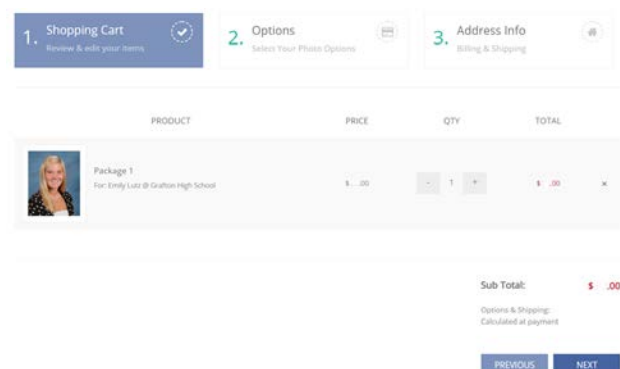 1. Shopping Cart
Review & edit your items
2. Options
Select Your Photo Options
3. Address Info
Billing & Shipping
PRODUCT PRICE QTY TOTAL
Package 1
For: Emily Lutz @ Grafton High School
$ .00 - 1 + $ .00 ×
Sub Total: $ .00
Options & Shipping:
Calculated at payment
PREVIOUS NEXT